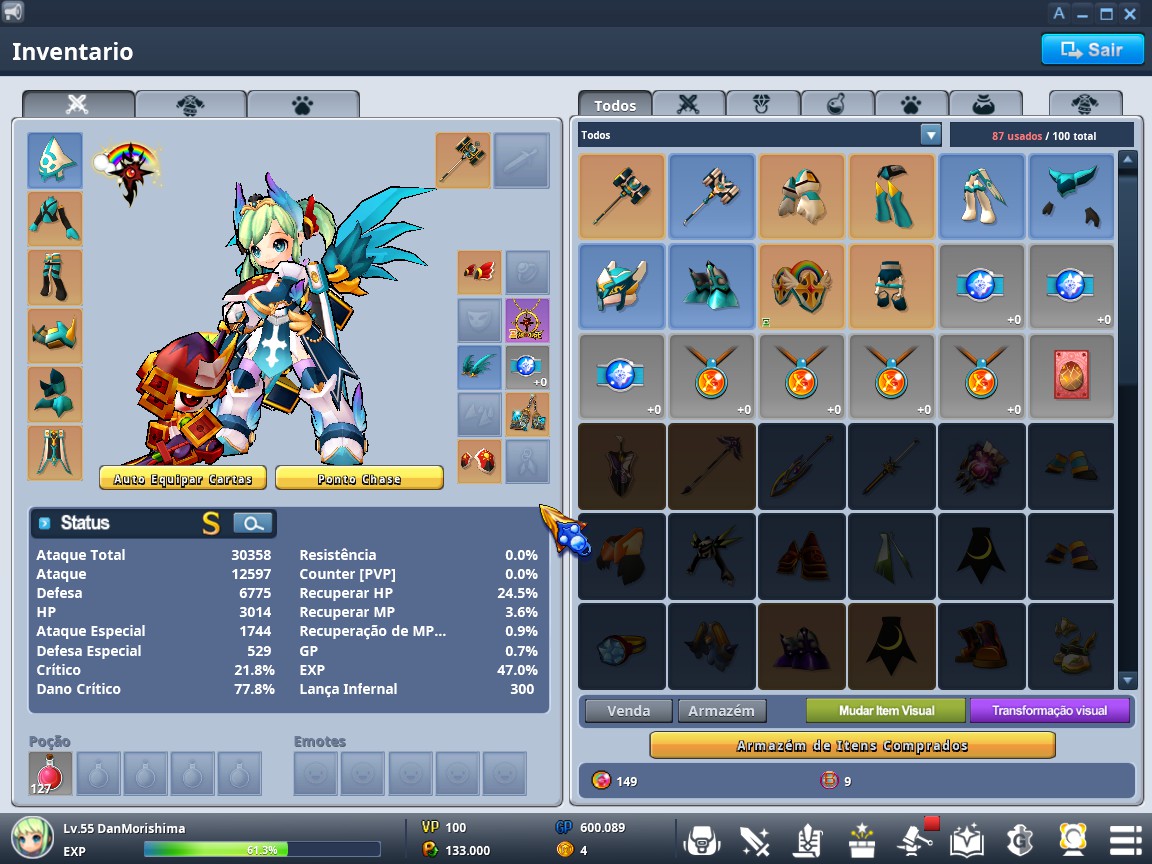 A
Inventario
Sair
Todos
Todos
87 usados / 100 total
+0
+0
+0
+0
+0
+0
+0
+0
Auto Equipar Cartas
Ponto Chase
Status
S
Ataque Total 30358
Resistência 0.0%
Ataque 12597
Counter [PVP] 0.0%
Defesa 6775
Recuperar HP 24.5%
HP 3014
Recuperar MP 3.6%
Ataque Especial 1744
Recuperação de MP... 0.9%
Defesa Especial 529
GP 0.7%
Crítico 21.8%
EXP 47.0%
Dano Crítico 77.8%
Lança Infernal 300
Venda
Armazém
Mudar Item Visual
Transformação visual
Armazém de Itens Comprados
Poção
Emotes
127
149
9
Lv.55 DanMorishima
VP 100
GP 600.089
EXP
61.3%
133.000
4